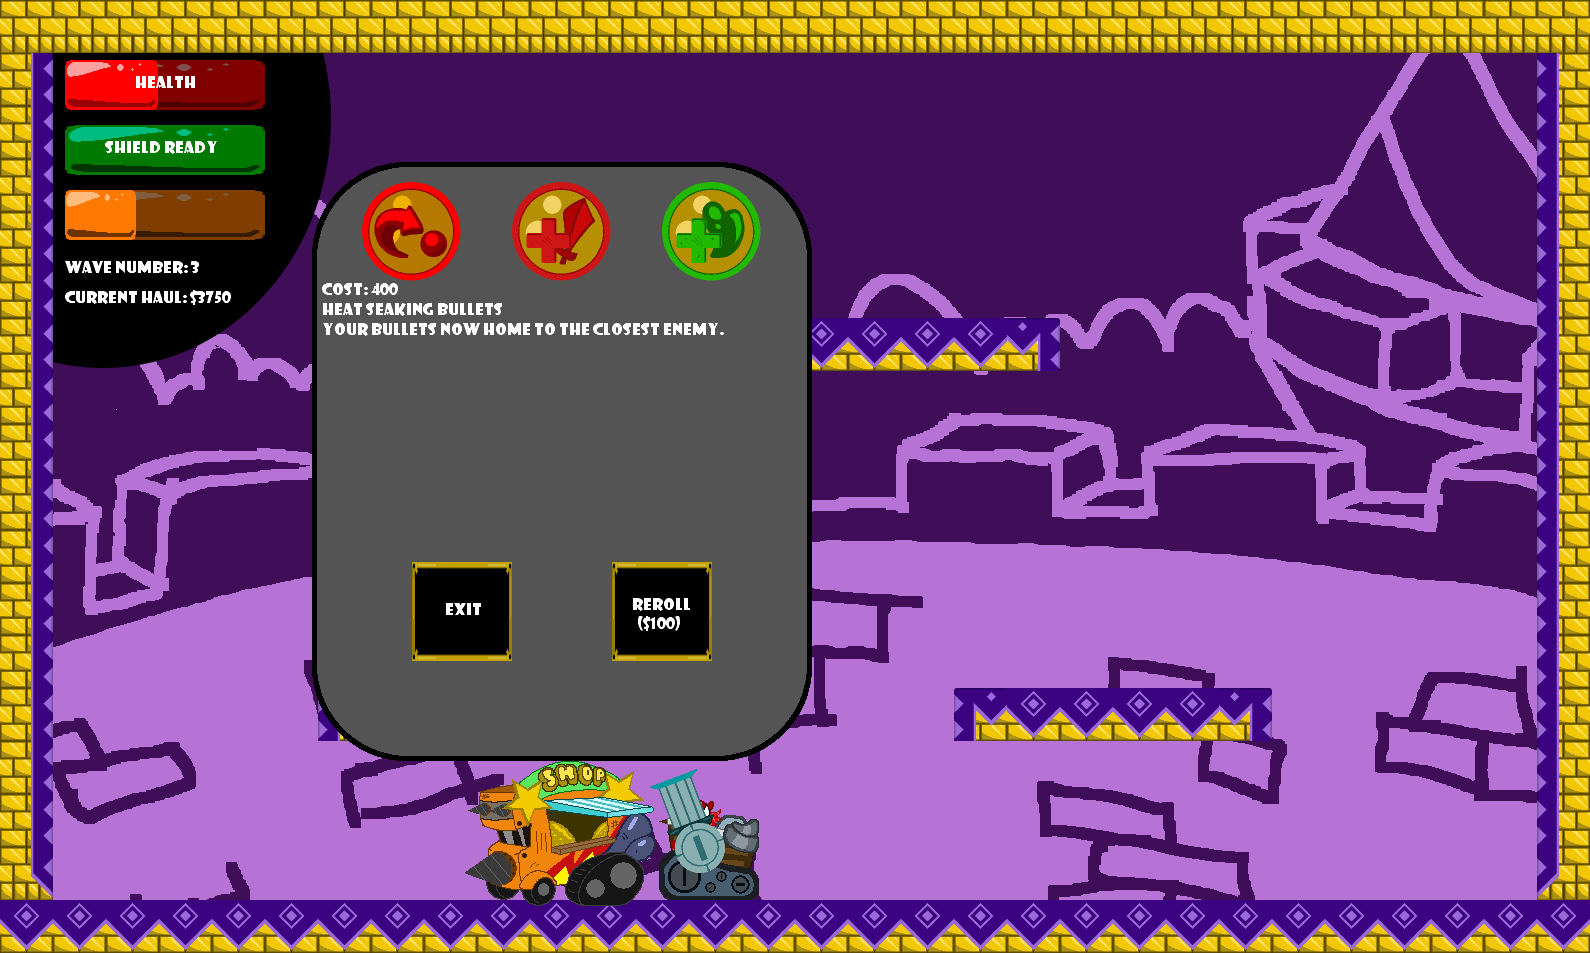 HEALTH
SHIELD READY
WAVE NUMBER: 3
CURRENT HAUL: $3750
COST: 400
HEAT SEAKING BULLETS
YOUR BULLETS NOW HOME TO THE CLOSEST ENEMY.
EXIT
REROLL
($100)
SHOP